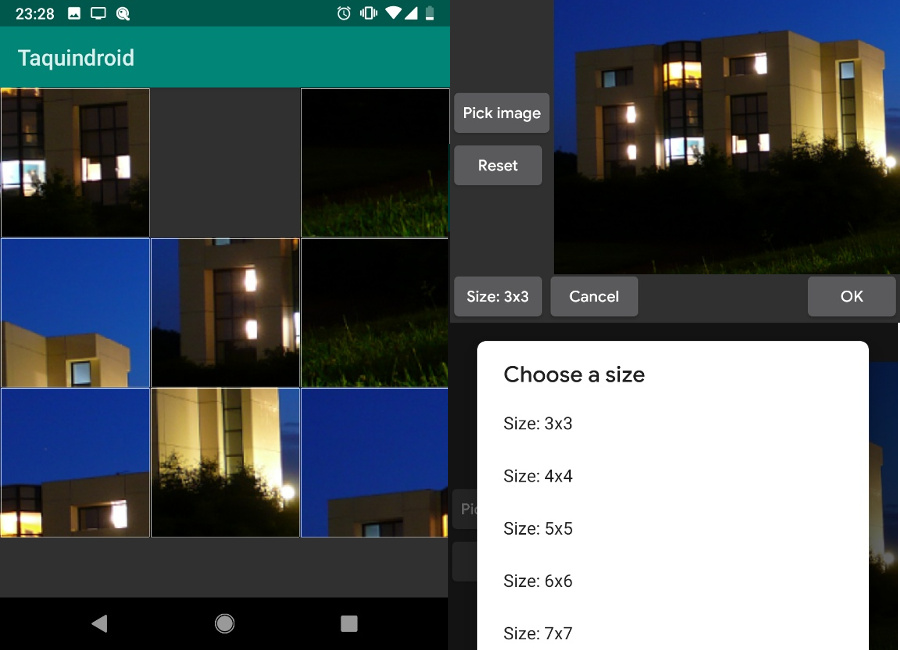 23:28
Taquindroid
Pick image
Reset
Size: 3x3
Cancel
OK
Choose a size
Size: 3x3
Size: 4x4
Size: 5x5
Size: 6x6
Size: 7x7